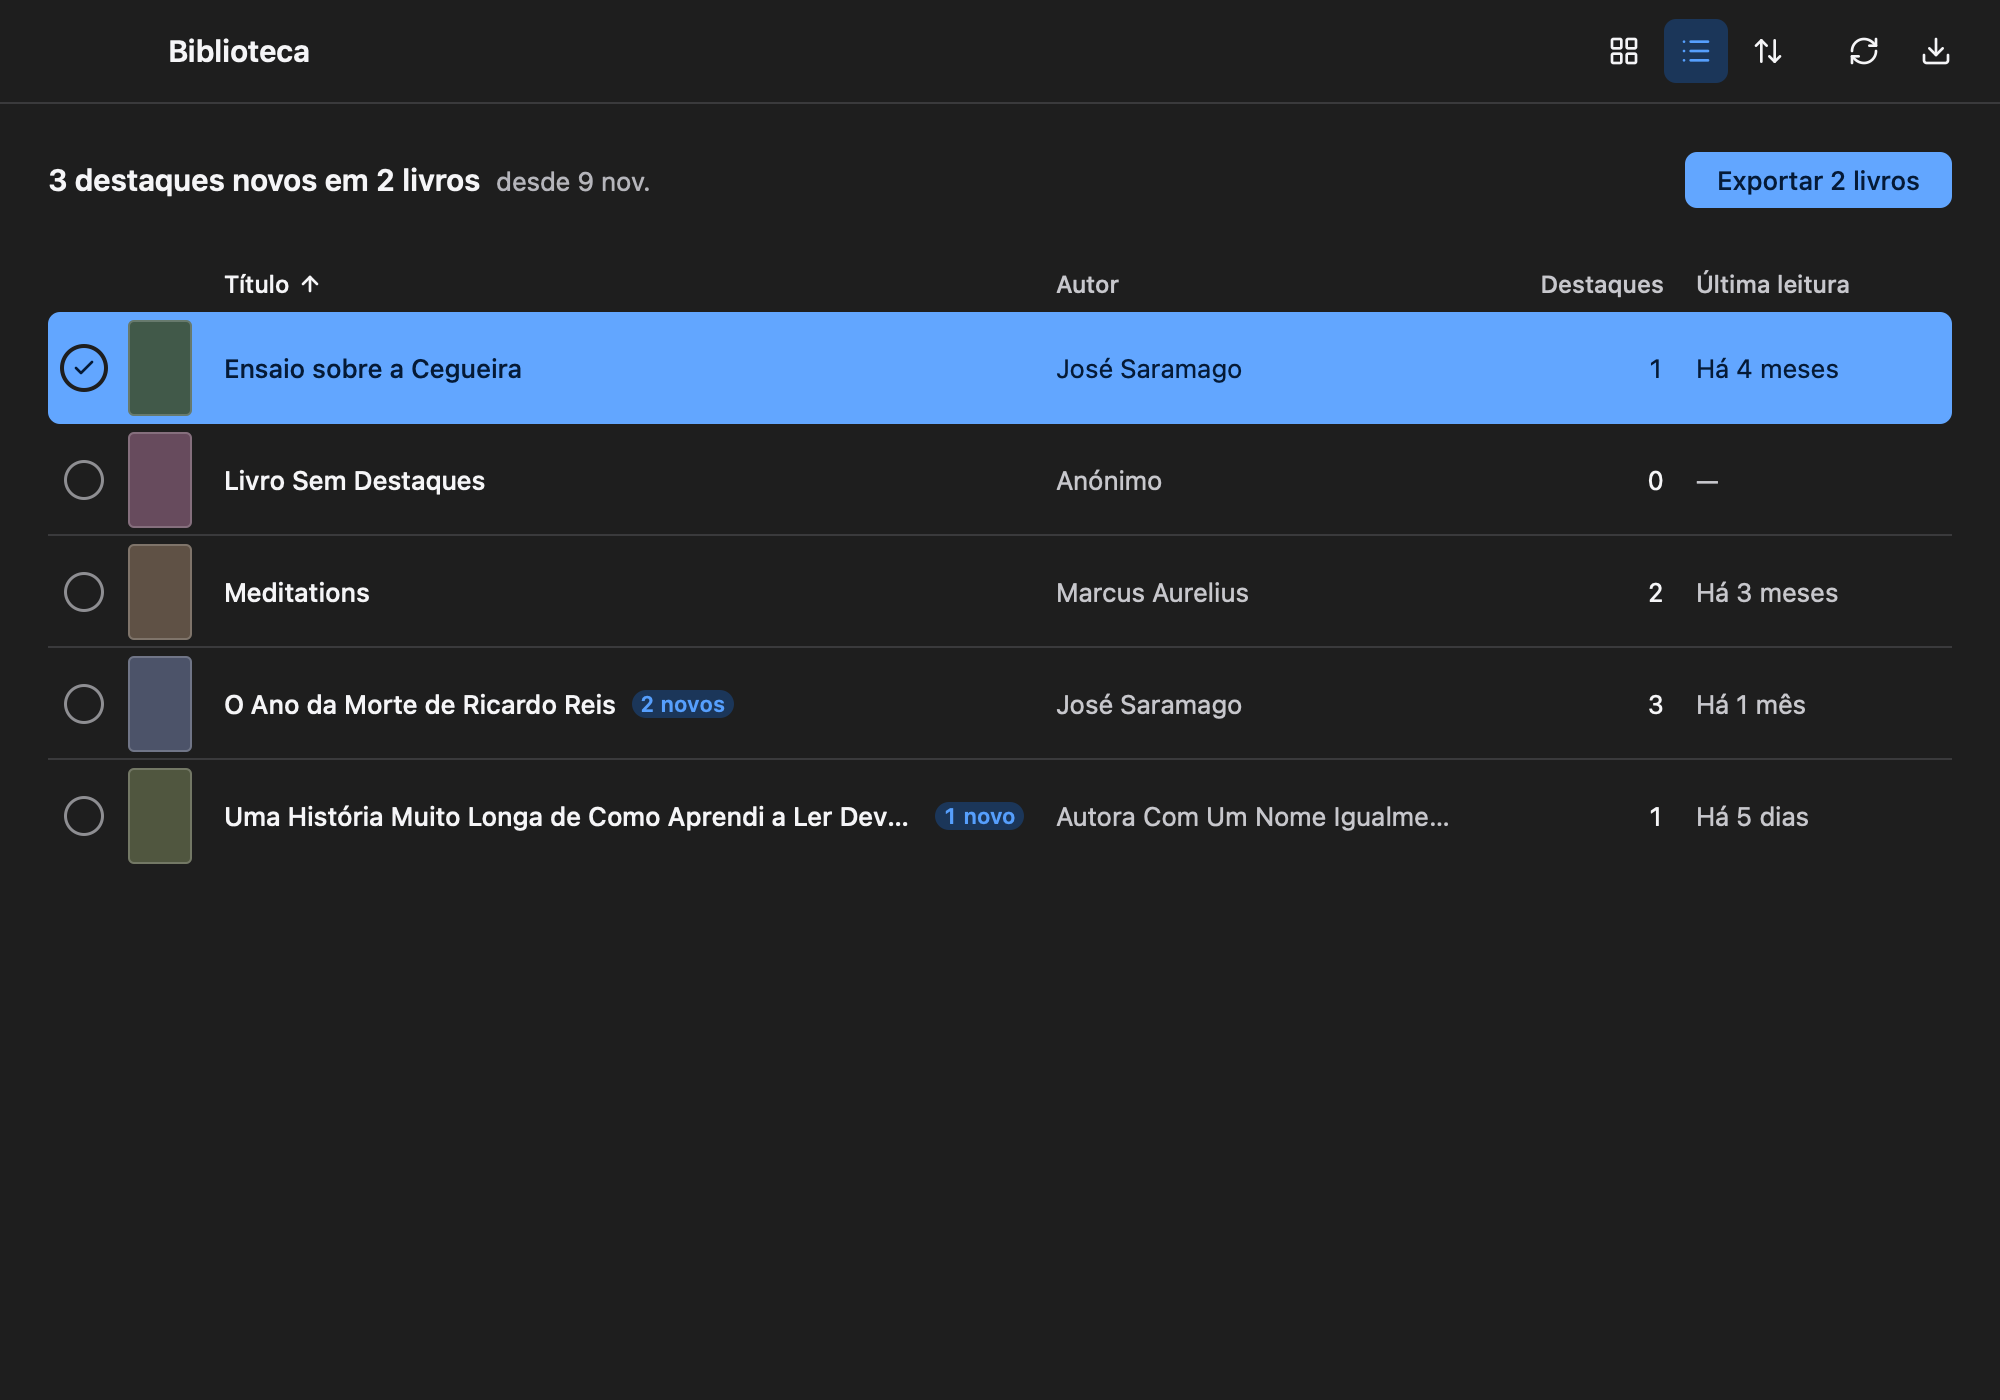 Biblioteca
3 destaques novos em 2 livros desde 9 nov.
Exportar 2 livros
Título Autor Destaques Última leitura
Ensaio sobre a Cegueira José Saramago 1 Há 4 meses
Livro Sem Destaques Anónimo 0 —
Meditations Marcus Aurelius 2 Há 3 meses
O Ano da Morte de Ricardo Reis 2 novos José Saramago 3 Há 1 mês
Uma História Muito Longa de Como Aprendi a Ler Dev... 1 novo Autora Com Um Nome Igualme... 1 Há 5 dias